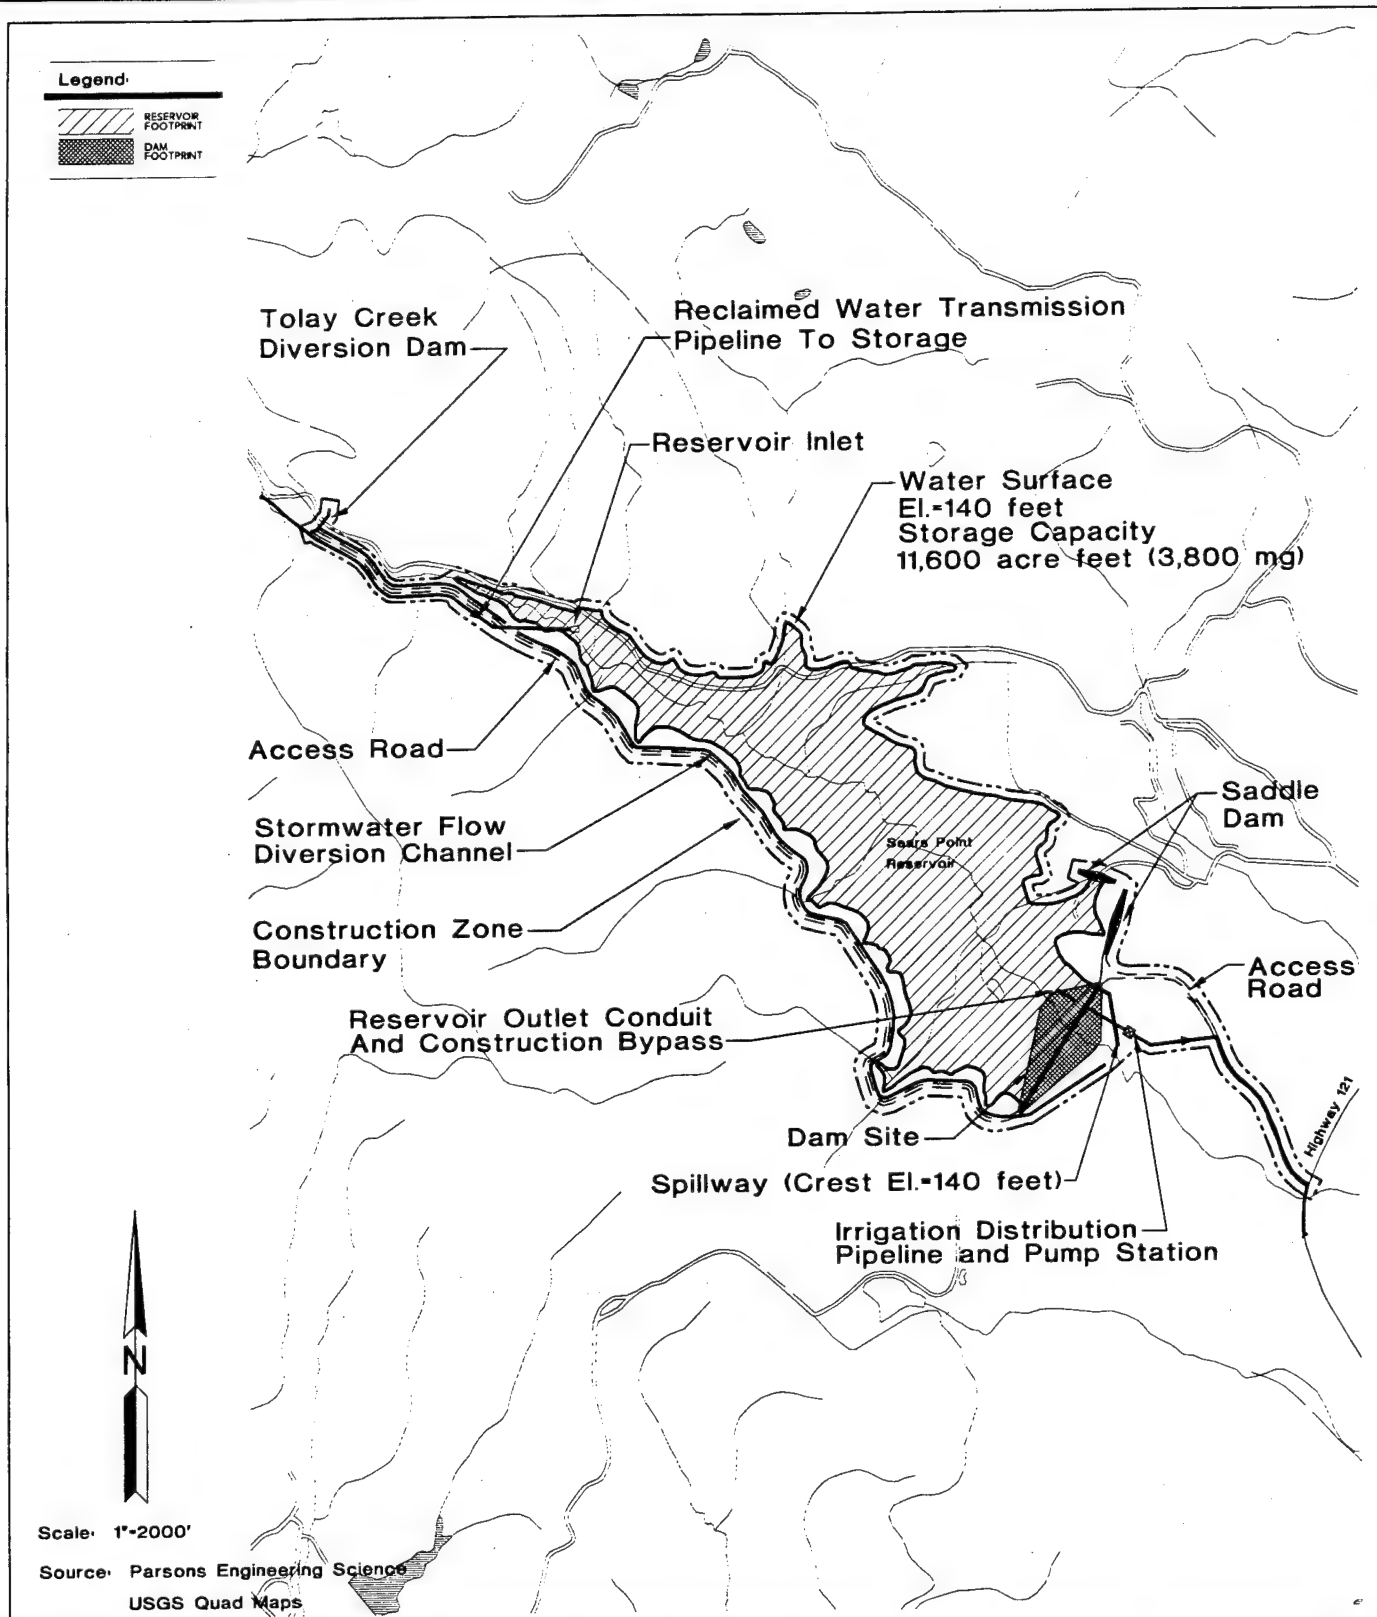 Legend:
RESERVOIR
FOOTPRINT
DAM
FOOTPRINT
Tolay Creek
Diversion Dam
Reclaimed Water Transmission
Pipeline To Storage
Reservoir Inlet
Water Surface
El.=140 feet
Storage Capacity
11,600 acre feet (3,800 mg)
Access Road
Saddle
Dam
Stormwater Flow
Diversion Channel
Sears Point
Reservoir
Construction Zone
Boundary
Access
Road
Reservoir Outlet Conduit
And Construction Bypass
Highway 121
Dam Site
Spillway (Crest El.=140 feet)
Irrigation Distribution
Pipeline and Pump Station
N
Scale: 1"=2000'
Source: Parsons Engineering Science
USGS Quad Maps